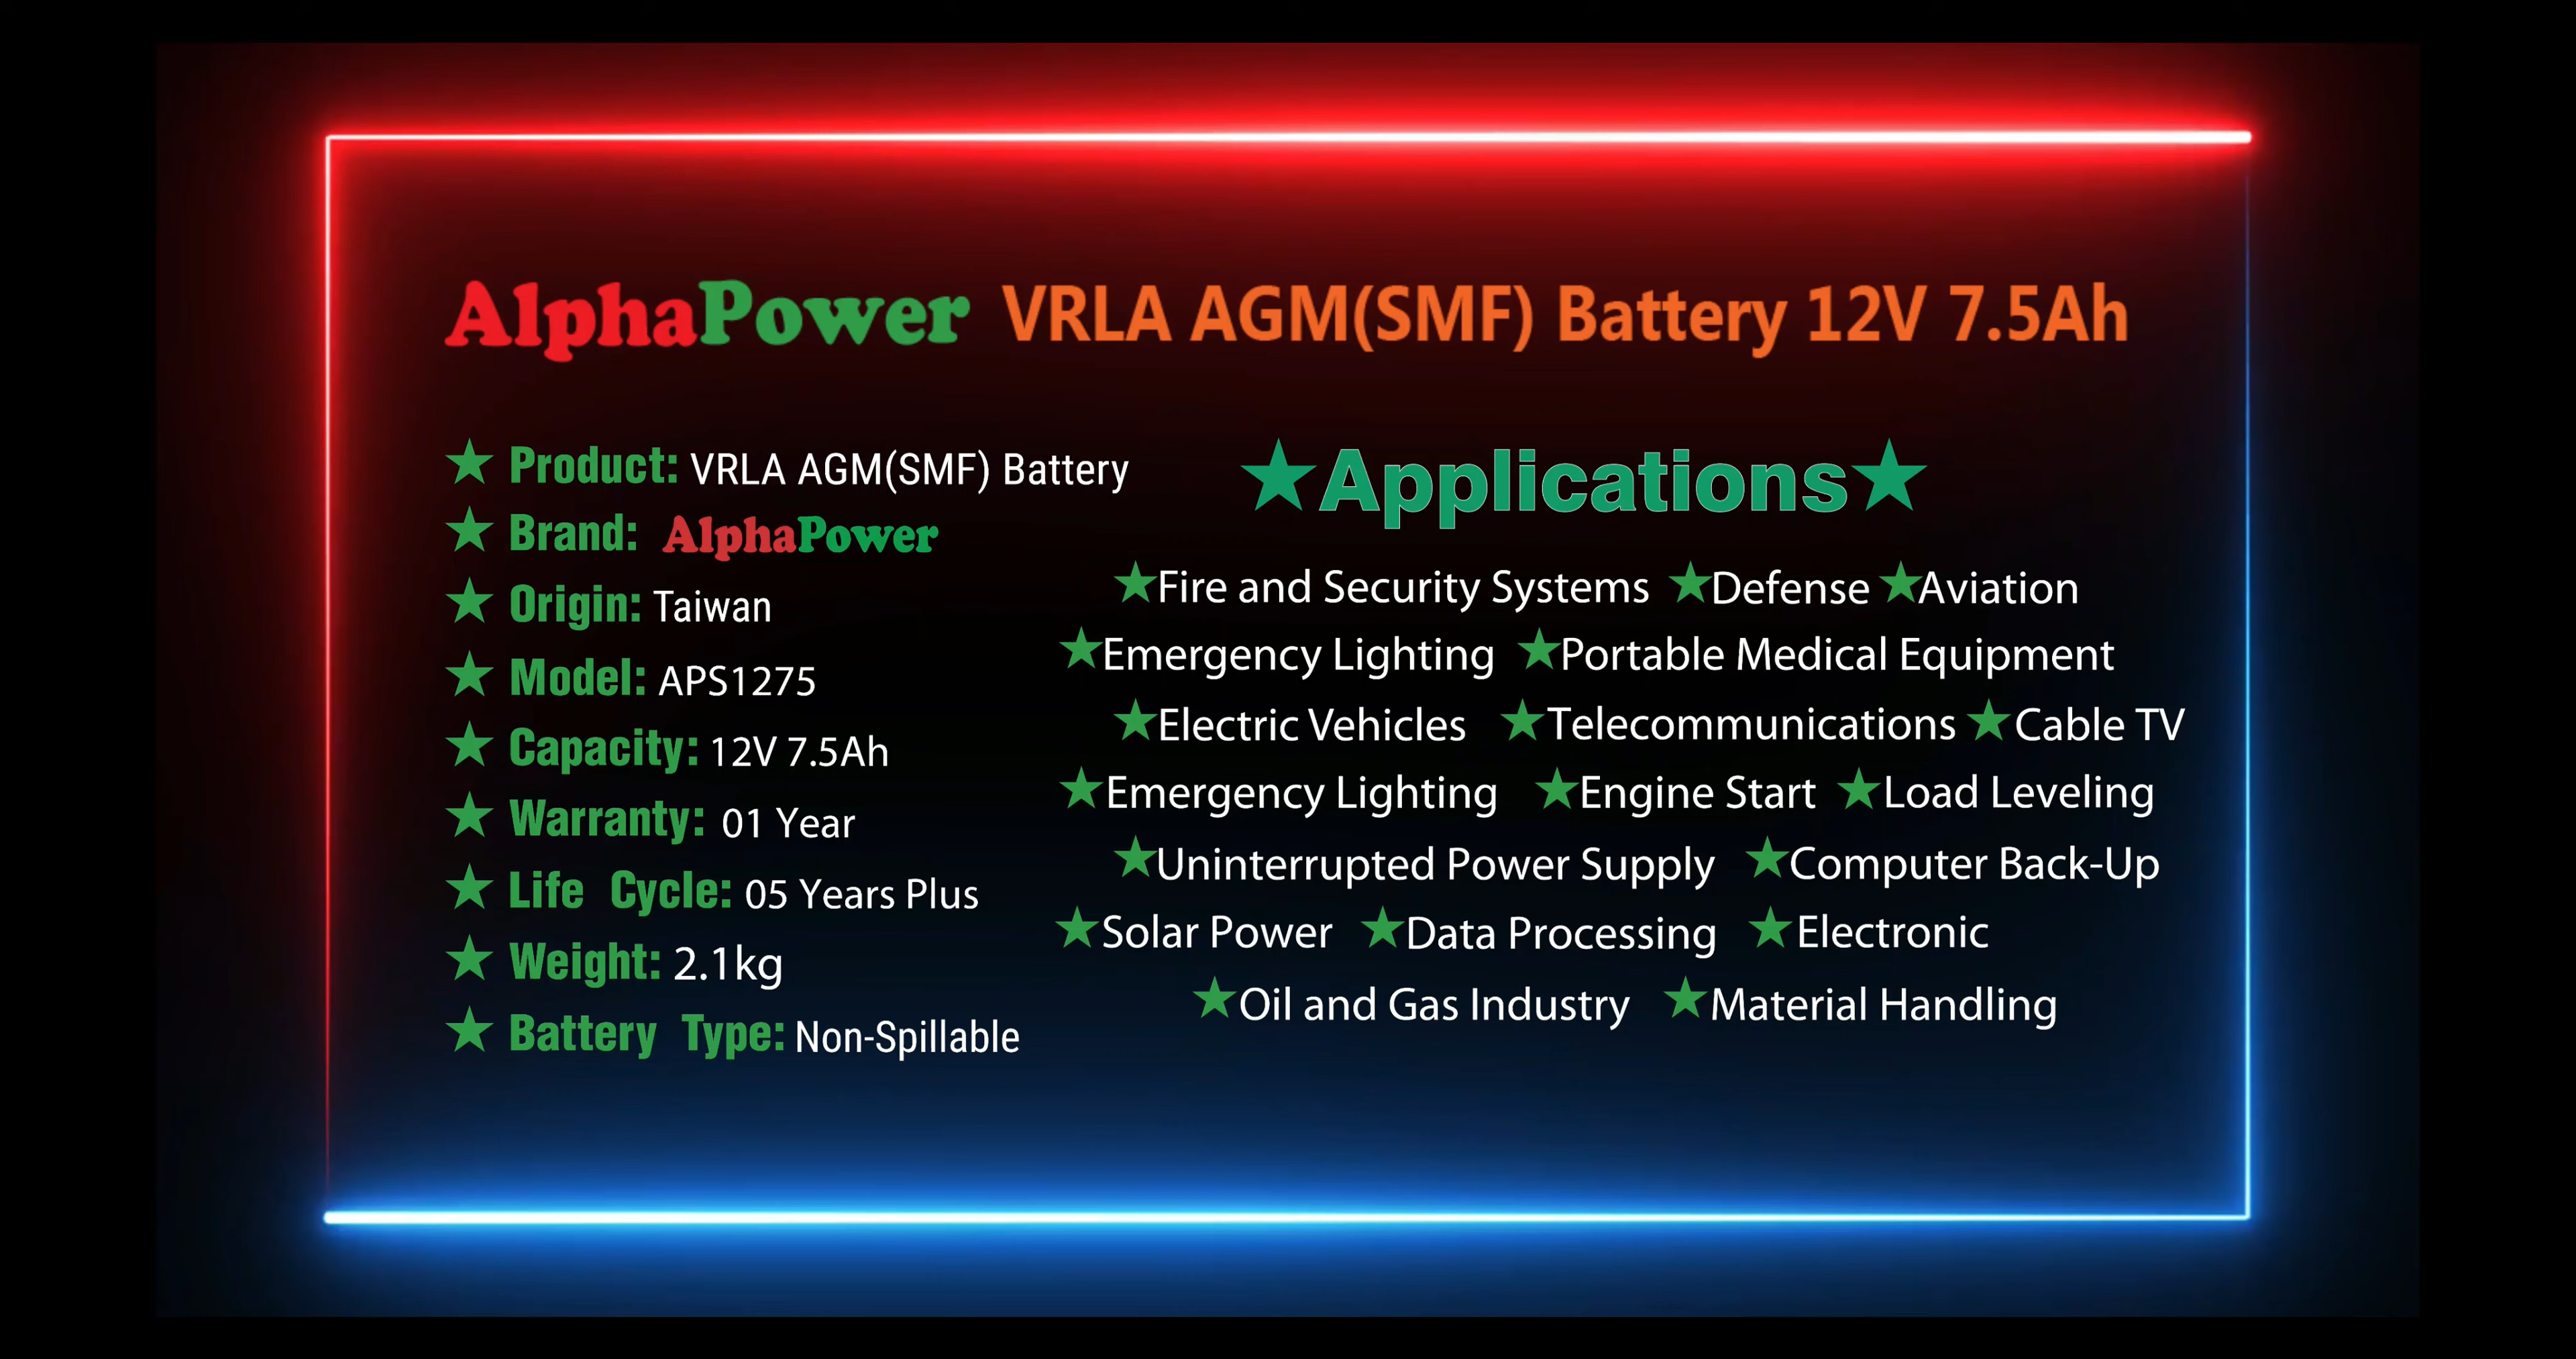 AlphaPower VRLA AGM(SMF) Battery 12V 7.5Ah
Product: VRLA AGM(SMF) Battery
Brand: AlphaPower
Origin: Taiwan
Model: APS1275
Capacity: 12V 7.5Ah
Warranty: 01 Year
Life Cycle: 05 Years Plus
Weight: 2.1kg
Battery Type: Non-Spillable
★Applications★
★Fire and Security Systems ★Defense ★Aviation
★Emergency Lighting ★Portable Medical Equipment
★Electric Vehicles ★Telecommunications ★Cable TV
★Emergency Lighting ★Engine Start ★Load Leveling
★Uninterrupted Power Supply ★Computer Back-Up
★Solar Power ★Data Processing ★Electronic
★Oil and Gas Industry ★Material Handling